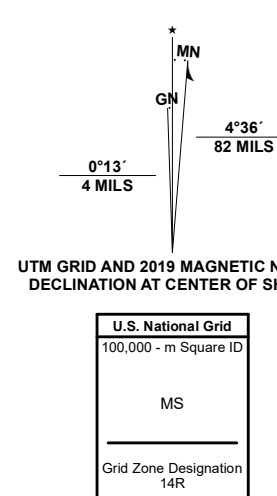 ★
MN
GN
4°36´
82 MILS
0°13´
4 MILS
UTM GRID AND 2019 MAGNETIC
DECLINATION AT CENTER OF
U.S. National Grid
100,000 - m Square ID
MS
Grid Zone Designation
14R